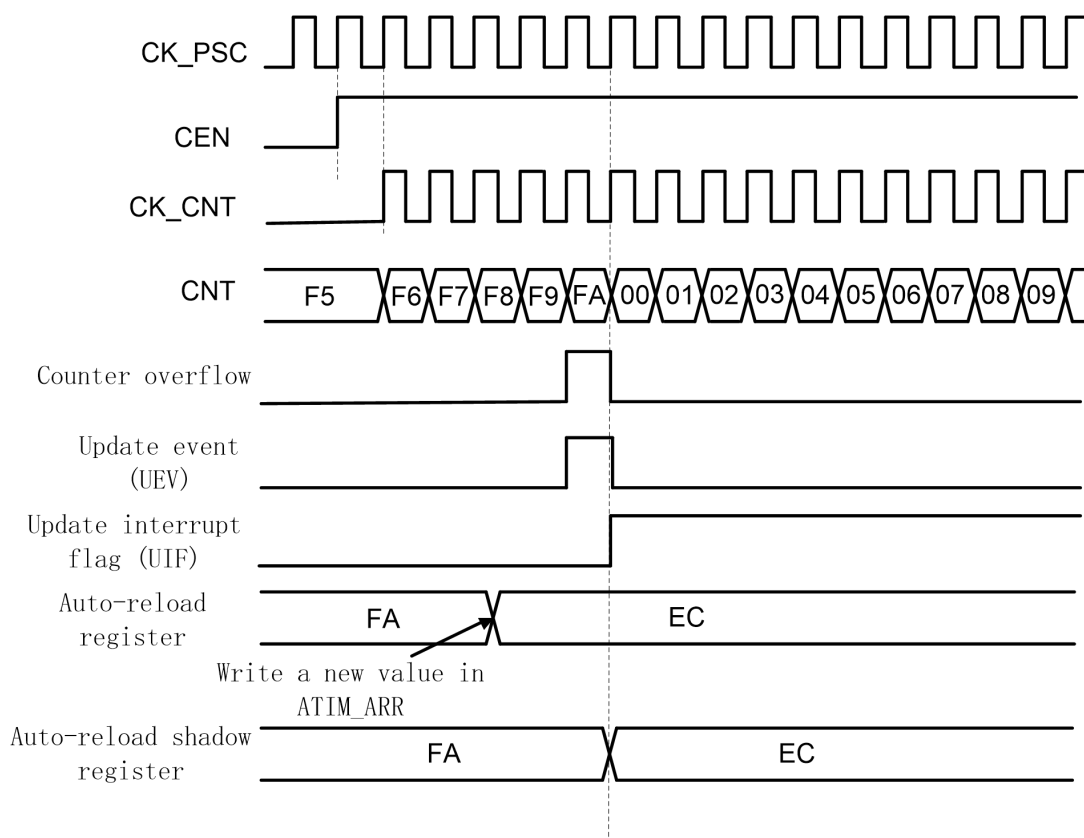 CK_PSC
CEN
CK_CNT
CNT
F5 F6 F7 F8 F9 FA 00 01 02 03 04 05 06 07 08 09
Counter overflow
Update event
(UEV)
Update interrupt
flag (UIF)
Auto-reload
register
FA
EC
Write a new value in
ATIM_ARR
Auto-reload shadow
register
FA
EC